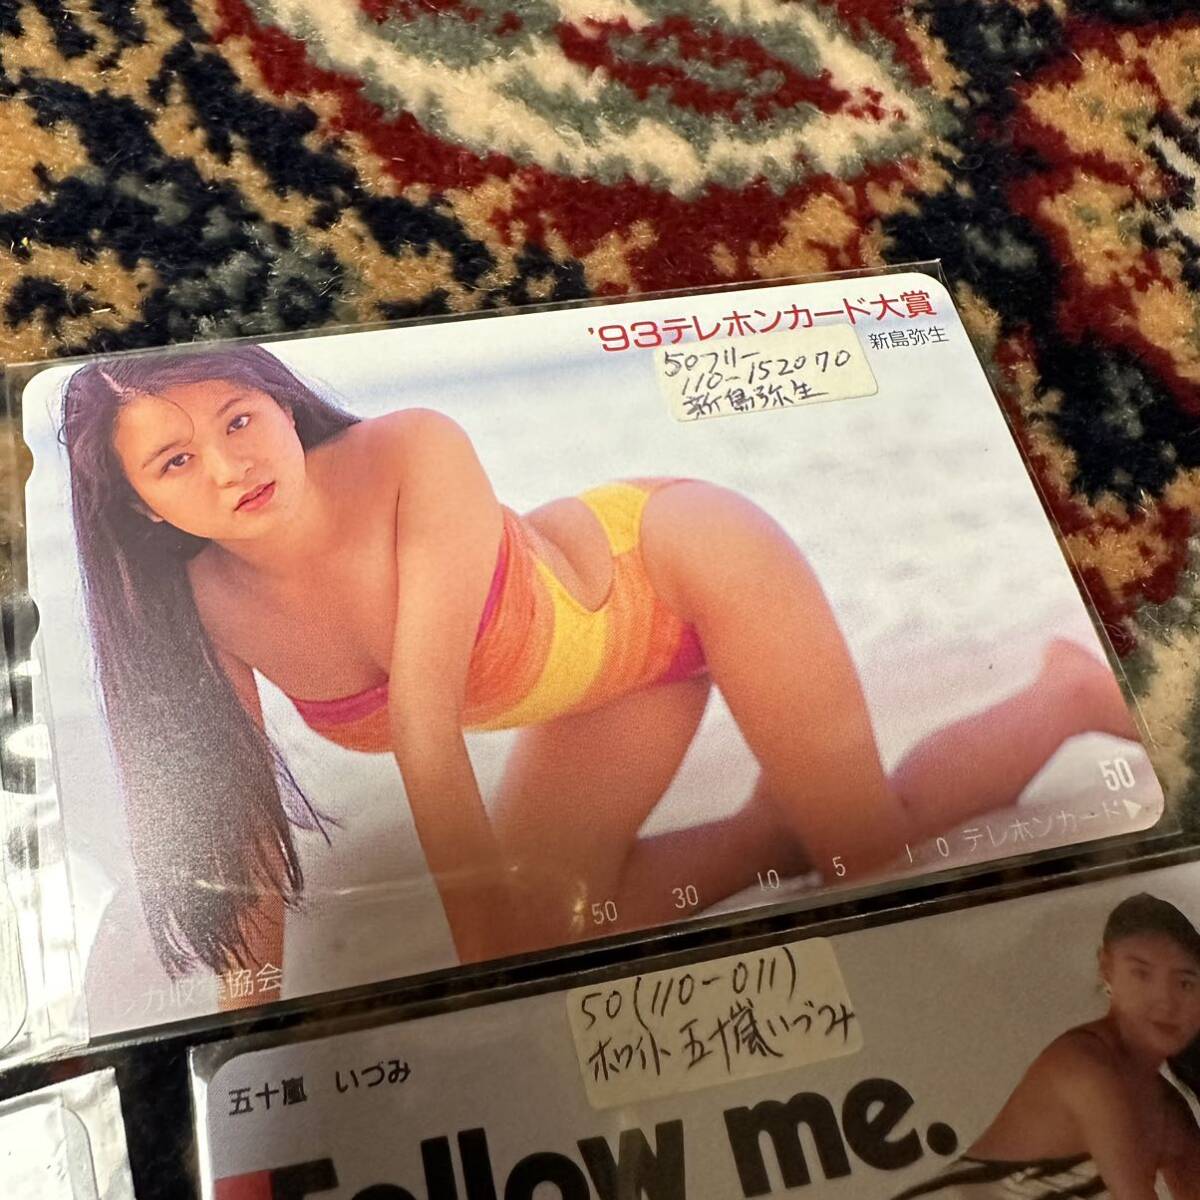 '93テレホンカード大賞
新島弥生
50フリー
110-152070
新島弥生
50
テレホンカード▶
50 30 10 5 1 0
テレカ収集協会
50(110-011)
ホワイト 五十嵐いづみ
五十嵐 いづみ
Follow me.